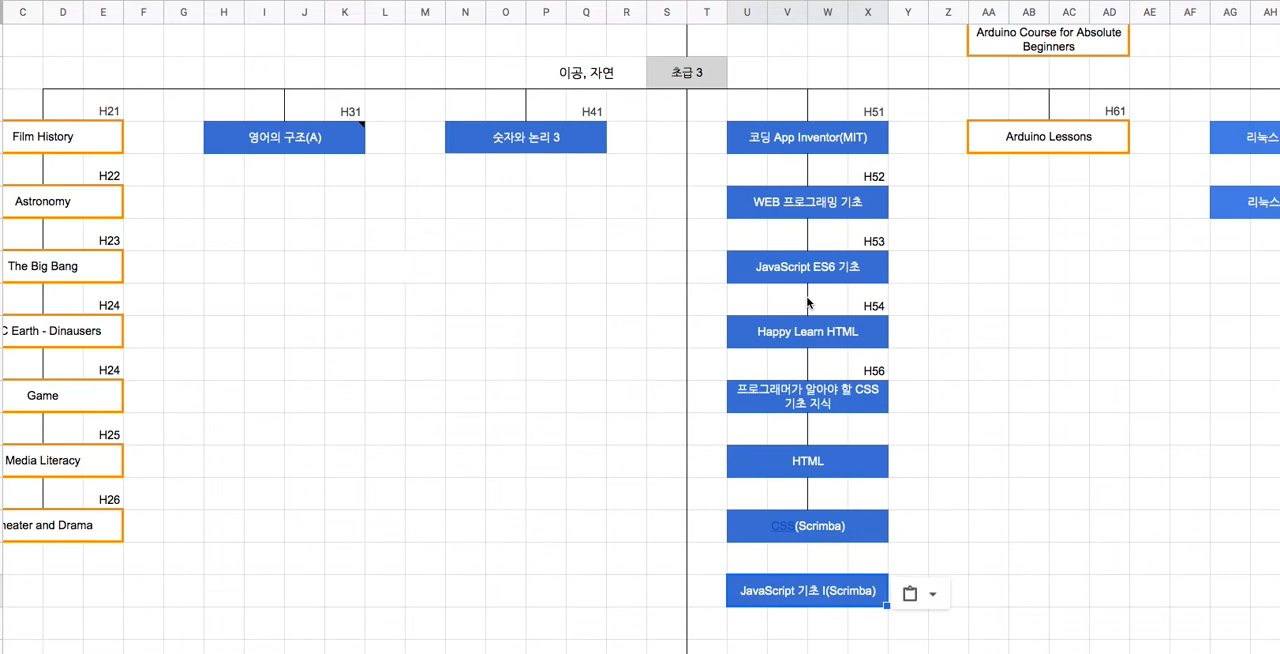 C D E F G H I J K L M N O P Q R S T U V W X Y Z AA AB AC AD AE AF AG AH
Arduino Course for Absolute
Beginners
이공, 자연
초급 3
H21
H31
H41
H51
H61
Film History
영어의 구조(A)
숫자와 논리 3
코딩 App Inventor(MIT)
Arduino Lessons
리눅스
H22
H52
Astronomy
WEB 프로그래밍 기초
리눅스
H23
H53
The Big Bang
JavaScript ES6 기초
H24
H54
C Earth - Dinausers
Happy Learn HTML
H24
H56
Game
프로그래머가 알아야 할 CSS
기초 지식
H25
Media Literacy
HTML
H26
heater and Drama
CSS(Scrimba)
JavaScript 기초 I(Scrimba)